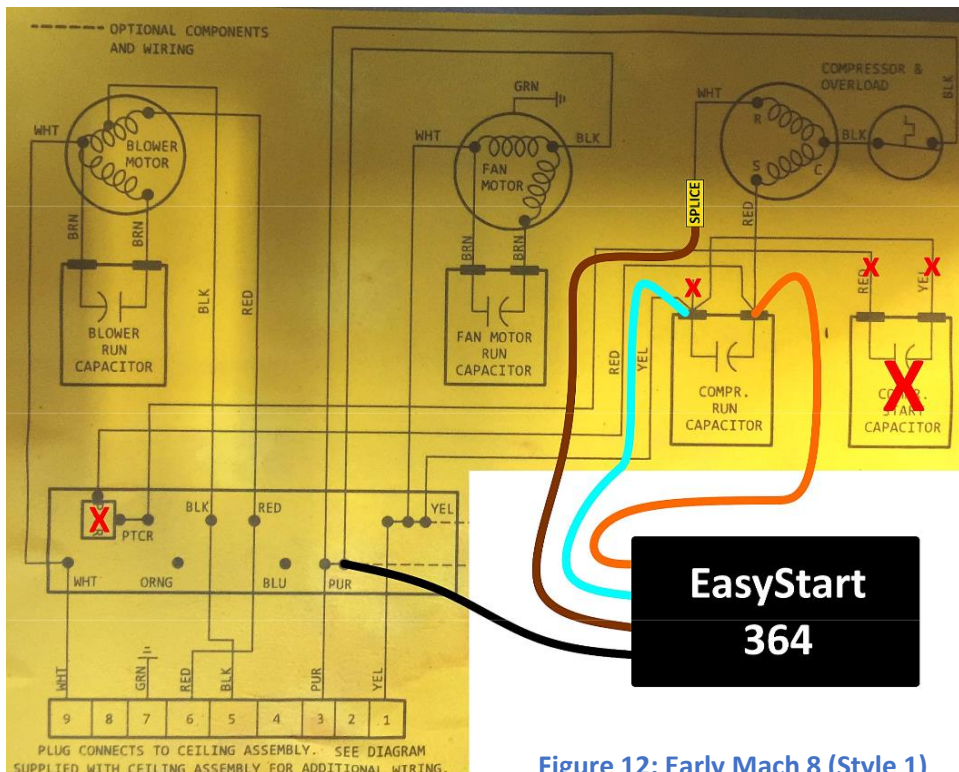 OPTIONAL COMPONENTS
AND WIRING
COMPRESSOR &
OVERLOAD
GRN
WHT
BLK
WHT
BLOWER
MOTOR
WHT
FAN
MOTOR
BLK
R
S
C
BLK
SPLICE
RED
BRN
BRN
BRN
BRN
BLK
RED
RED
YEL
RED
YEL
BLOWER
RUN
CAPACITOR
FAN MOTOR
RUN
CAPACITOR
COMPR.
RUN
CAPACITOR
COMPR.
START
CAPACITOR
X
X
X
X
X
PTCR
BLK
RED
YEL
WHT
ORNG
BLU
PUR
EasyStart
364
WHT
GRN
RED
BLK
PUR
YEL
9 8 7 6 5 4 3 2 1
PLUG CONNECTS TO CEILING ASSEMBLY. SEE DIAGRAM
SUPPLIED WITH CEILING ASSEMBLY FOR ADDITIONAL WIRING.
Figure 12: Early Mach 8 (Style 1)